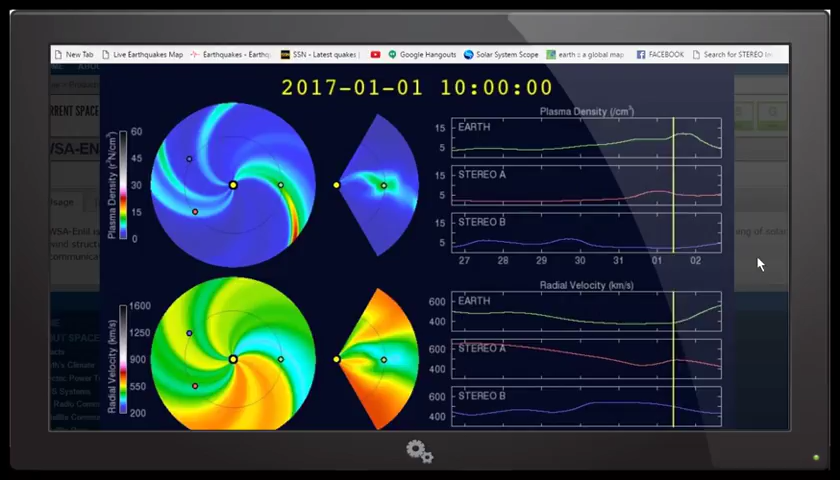 New Tab
Live Earthquakes Map
Earthquakes - Earthq
SSN - Latest quakes
Google Hangouts
Solar System Scope
earth :: a global map
FACEBOOK
Search for STEREO Im
2017-01-01 10:00:00
Plasma Density (r²N/cm³)
60
45
30
15
0
Plasma Density (/cm³)
EARTH
15
5
STEREO A
15
5
STEREO B
15
5
27 28 29 30 31 01 02
Radial Velocity (km/s)
1600
1250
900
550
200
Radial Velocity (km/s)
EARTH
600
400
STEREO A
600
400
STEREO B
600
400
RRENT SPACE
WSA-ENLI
sage